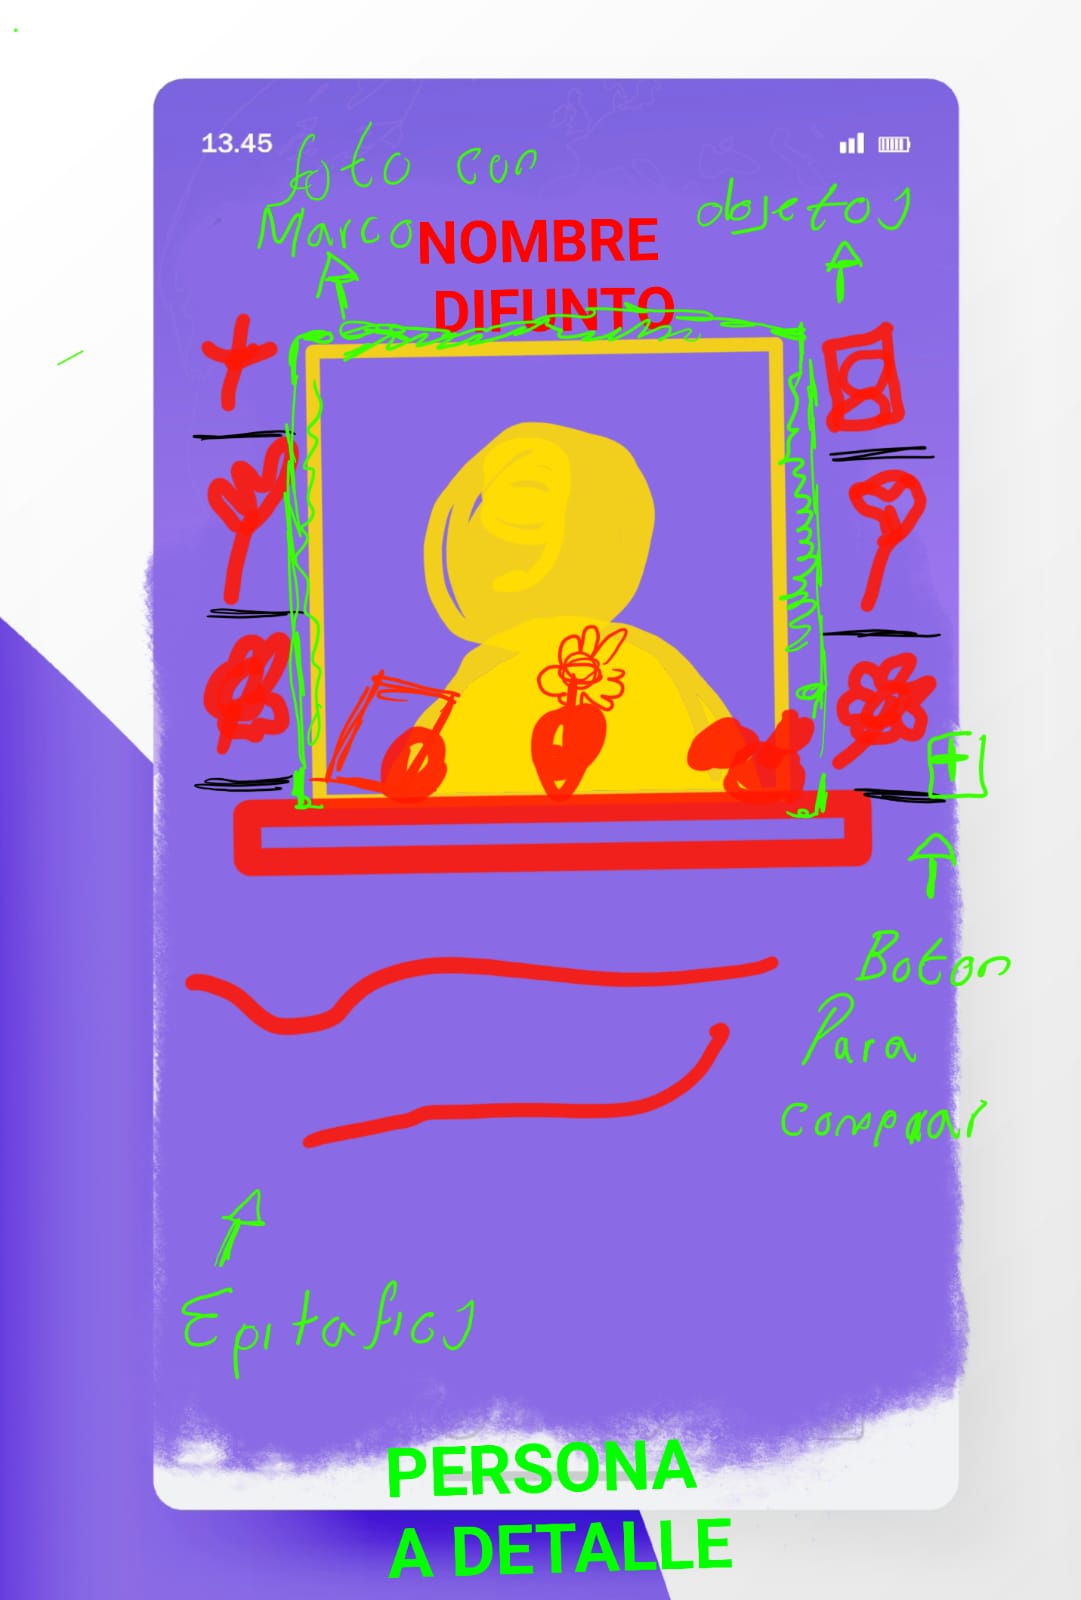 13.45
foto con
Marco
objetos
NOMBRE
DIFUNTO
Boton
Para
comprar
Epitafios
PERSONA
A DETALLE